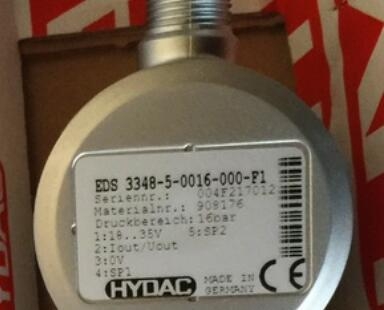 EDS 3348-5-0016-000-F1
Seriennr.: 004F217012
Materialnr.: 908176
Druckbereich: 16bar
1:18..35V 5:SP2
2:Iout/Uout
3:0V
4:SP1
HYDAC MADE IN GERMANY CE
HYDAC